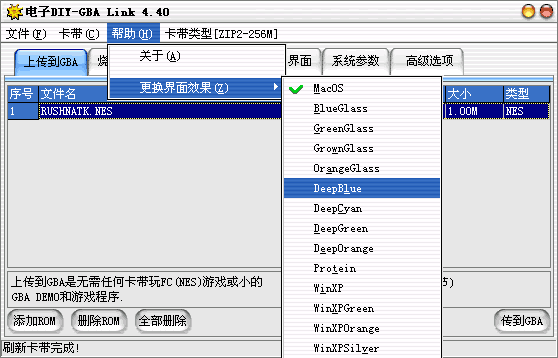 电子DIY-GBA Link 4.40
文件(F) 卡带(C) 帮助(H) 卡带类型[ZIP2-256M]
上传到GBA 烧 界面 系统参数 高级选项
关于(A)
更换界面效果(Z)
序号 文件名 大小 类型
1 RUSHNATK.NES 1.00M NES
MacOS
BlueGlass
GreenGlass
GrownGlass
OrangeGlass
DeepBlue
DeepCyan
DeepGreen
DeepOrange
Protein
WinXP
WinXPGreen
WinXPOrange
WinXPSilver
上传到GBA是无需任何卡带玩FC(NES)游戏或小的 节)
GBA DEMO和游戏程序.
添加ROM 删除ROM 全部删除 传到GBA
刷新卡带完成!